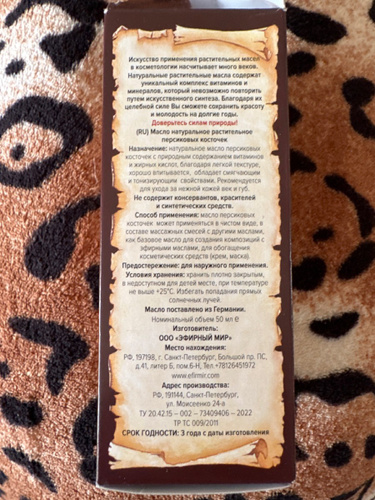 Искусство применения растительных масел
в косметологии насчитывает много веков.
Натуральные растительные масла содержат
уникальный комплекс витаминов и
минералов, который невозможно повторить
путем искусственного синтеза. Благодаря их
целебной силе Вы сможете сохранить красоту
и молодость на долгие годы.
Доверьтесь силам природы!
(RU) Масло натуральное растительное
персиковых косточек
Назначение: натуральное масло персиковых
косточек с природным содержанием витаминов
и жирных кислот, благодаря легкой текстуре,
хорошо впитывается, обладает смягчающим
и тонизирующим свойствами. Рекомендуется
для ухода за нежной кожей век и губ.
Не содержит консервантов, красителей
и синтетических средств.
Способ применения: масло персиковых
косточек может применяться в чистом виде, в
составе массажных смесей с другими маслами,
как базовое масло для создания композиций с
эфирными маслами, для обогащения
косметических средств (крем, маска).
Предостережение: для наружного применения.
Условия хранения: хранить плотно закрытым,
в недоступном для детей месте, при температуре
не выше +25°С. Избегать попадания прямых
солнечных лучей.
Масло поставлено из Германии.
Номинальный объем 50 мл е
Изготовитель:
ООО «ЭФИРНЫЙ МИР»
Место нахождения:
РФ, 197198, г. Санкт-Петербург, Большой пр. ПС,
д.41, литер Б, пом.6-Н, Тел.+78126451972
www.efirmir.com
Адрес производства:
РФ, 191144, Санкт-Петербург,
ул. Моисеенко 24-а
ТУ 20.42.15 – 002 – 73409406 – 2022
ТР ТС 009/2011
СРОК ГОДНОСТИ: 3 года с даты изготовления